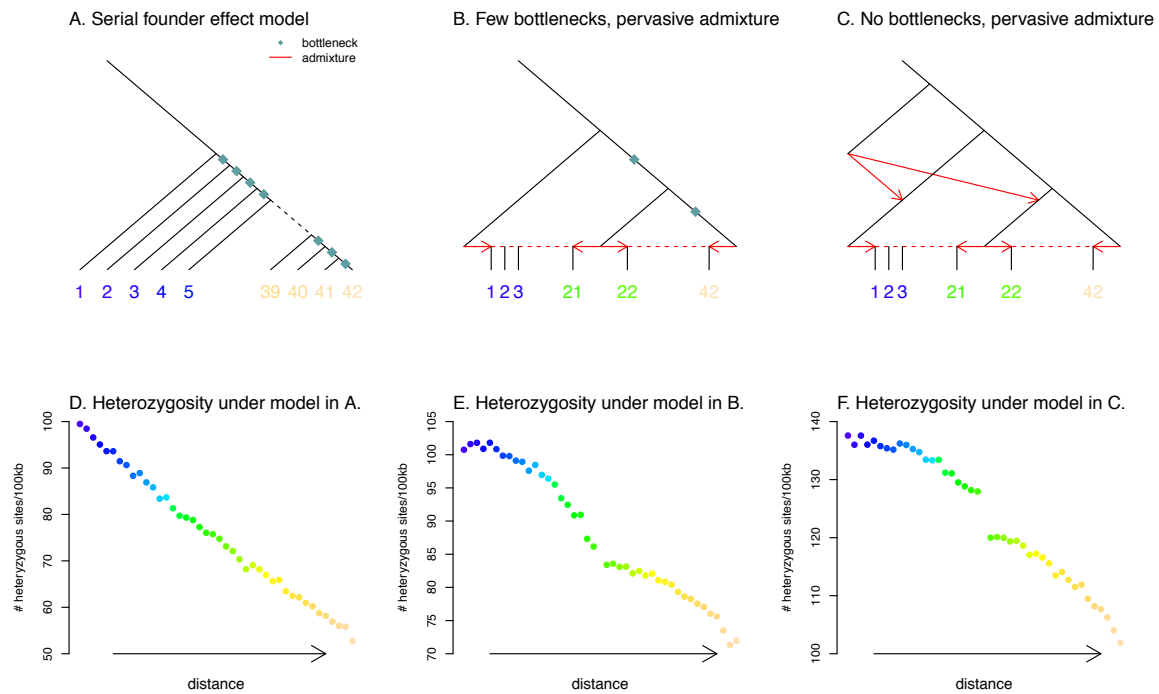 A. Serial founder effect model
bottleneck
admixture
1 2 3 4 5 39 40 41 42
B. Few bottlenecks, pervasive admixture
1 2 3 21 22 42
C. No bottlenecks, pervasive admixture
1 2 3 21 22 42
D. Heterozygosity under model in A.
# heteryzygous sites/100kb
100
90
80
70
60
50
distance
E. Heterozygosity under model in B.
# heteryzygous sites/100kb
105
100
95
90
85
80
75
70
distance
F. Heterozygosity under model in C.
# heteryzygous sites/100kb
140
130
120
110
100
distance